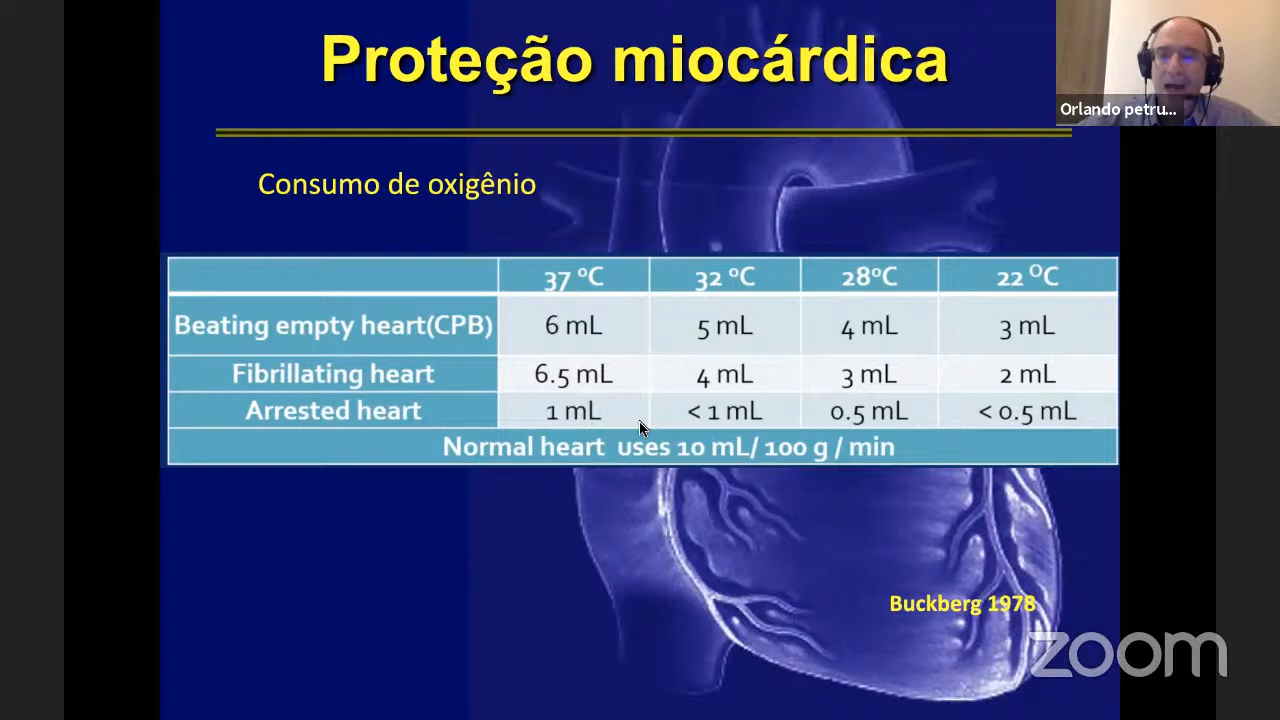 Proteção miocárdica
Orlando petru...
Consumo de oxigênio
37 ºC 32 ºC 28ºC 22 ºC
Beating empty heart(CPB) 6 mL 5 mL 4 mL 3 mL
Fibrillating heart 6.5 mL 4 mL 3 mL 2 mL
Arrested heart 1 mL < 1 mL 0.5 mL < 0.5 mL
Normal heart uses 10 mL/ 100 g / min
Buckberg 1978
zoom